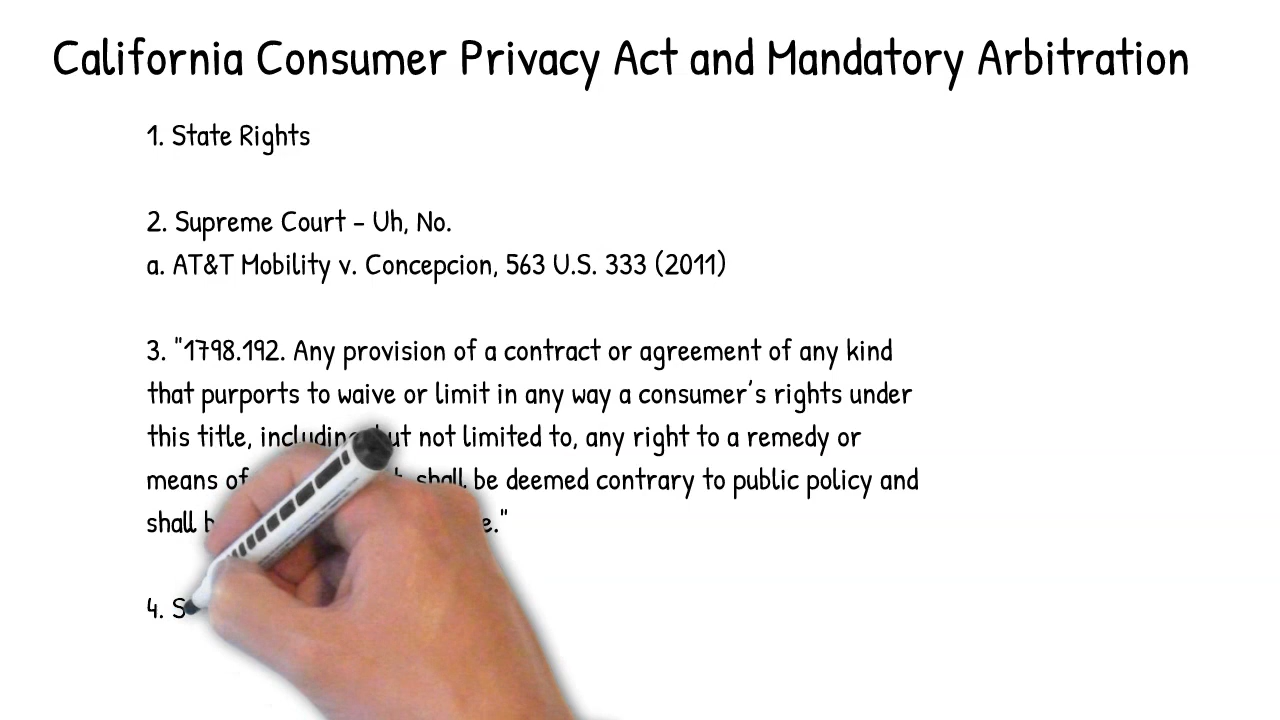 California Consumer Privacy Act and Mandatory Arbitration
1. State Rights
2. Supreme Court – Uh, No.
a. AT&T Mobility v. Concepcion, 563 U.S. 333 (2011)
3. "1798.192. Any provision of a contract or agreement of any kind
that purports to waive or limit in any way a consumer's rights under
this title, including but not limited to, any right to a remedy or
means of shall be deemed contrary to public policy and
shall
4. S